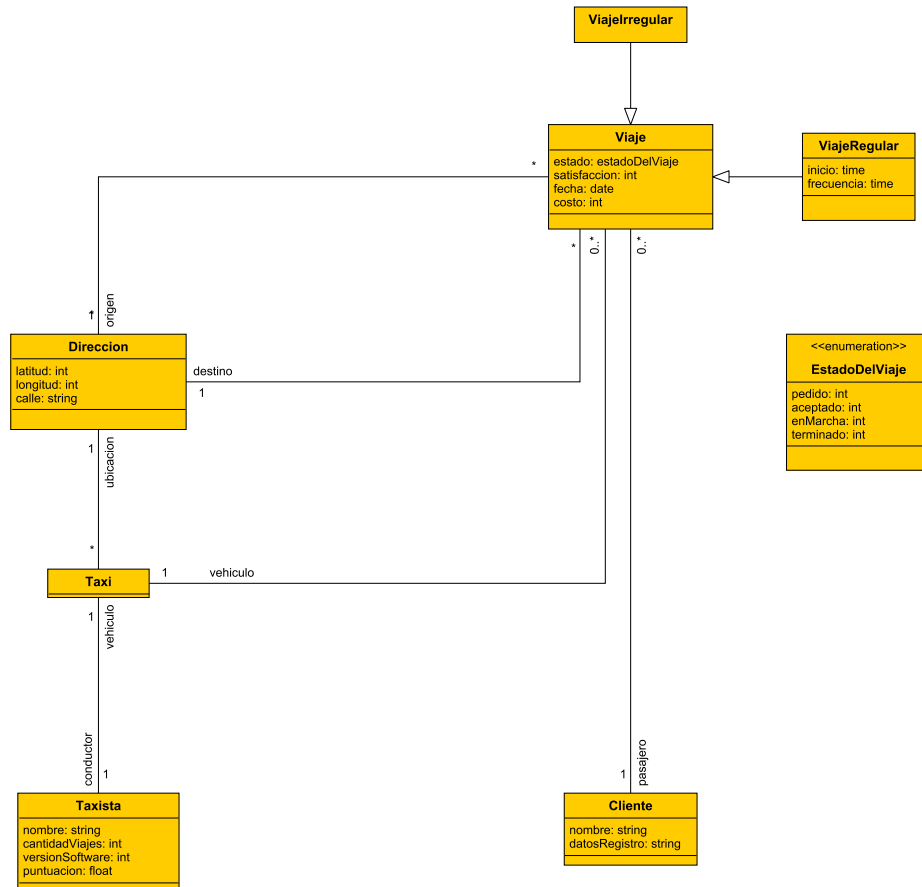 ViajeIrregular
Viaje
estado: estadoDelViaje
satisfaccion: int
fecha: date
costo: int
ViajeRegular
inicio: time
frecuencia: time
*
*
0..*
0..*
origen
Direccion
latitud: int
longitud: int
calle: string
destino
1
<<enumeration>>
EstadoDelViaje
pedido: int
aceptado: int
enMarcha: int
terminado: int
1
ubicacion
*
Taxi
1
vehiculo
1
vehiculo
conductor
1
pasajero
1
Taxista
nombre: string
cantidadViajes: int
versionSoftware: int
puntuacion: float
Cliente
nombre: string
datosRegistro: string